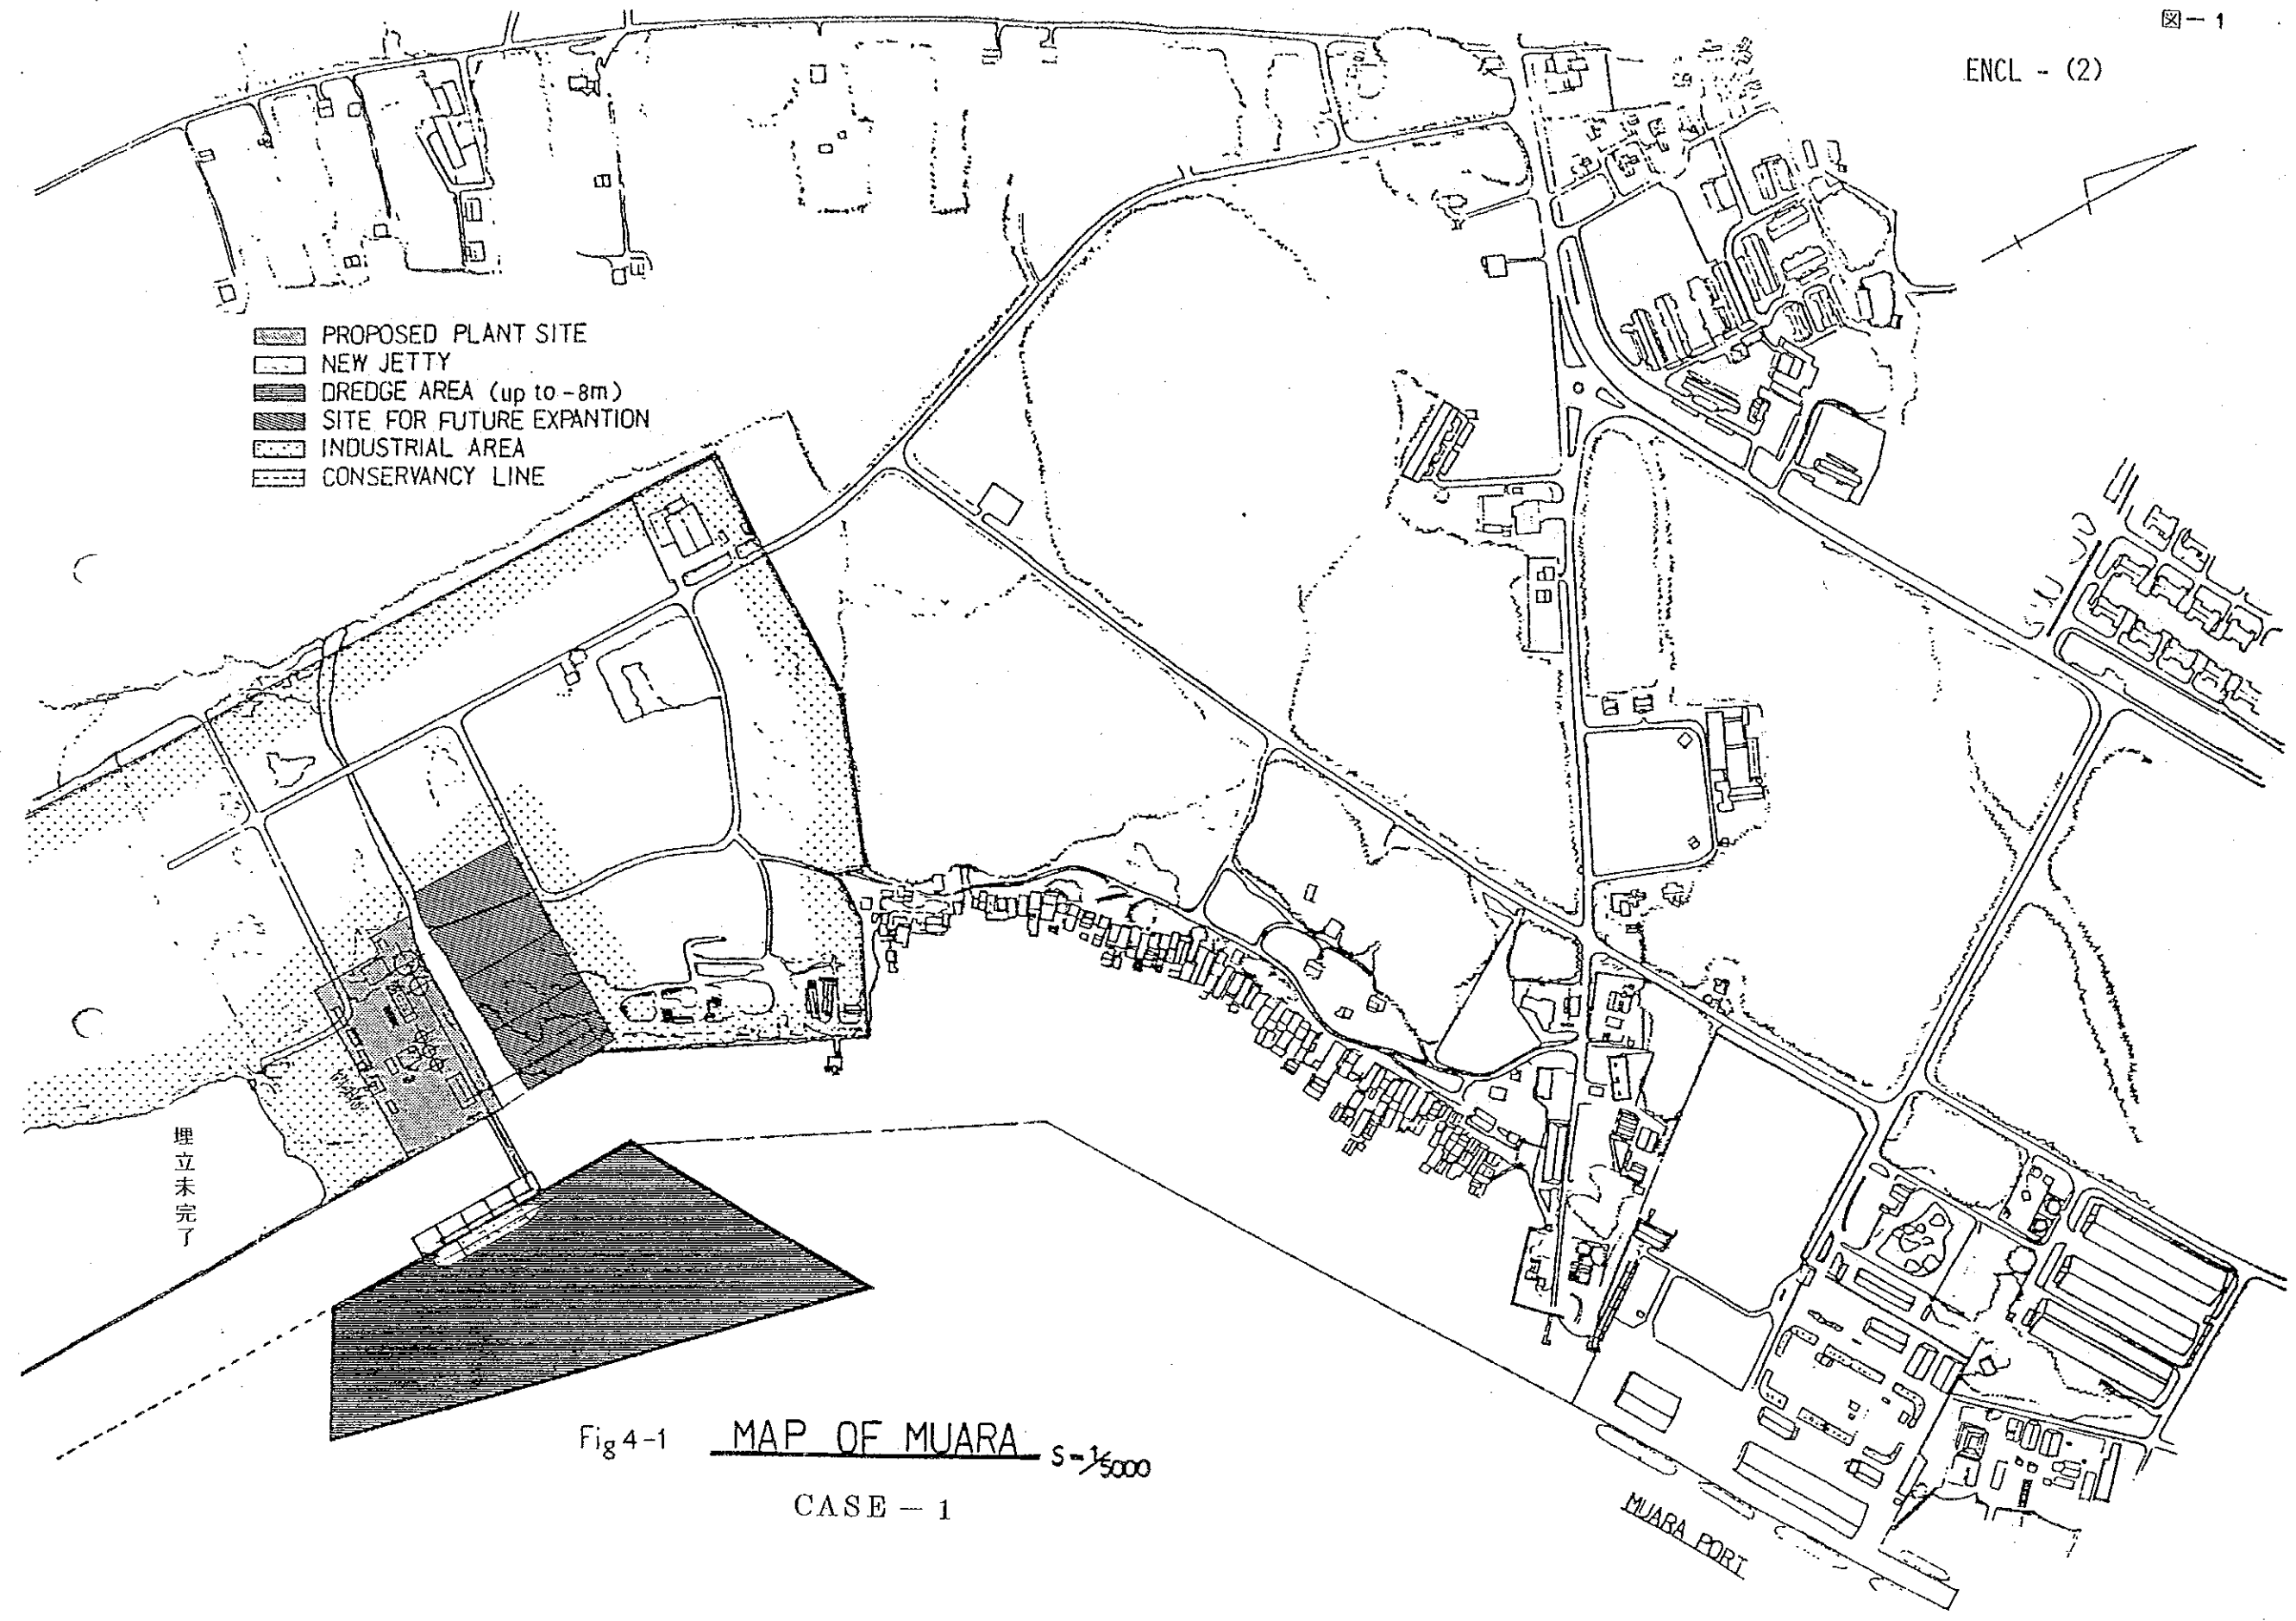 図-1
ENCL - (2)
PROPOSED PLANT SITE
NEW JETTY
DREDGE AREA (up to -8m)
SITE FOR FUTURE EXPANTION
INDUSTRIAL AREA
CONSERVANCY LINE
埋立未完了
Fig 4-1 MAP OF MUARA S=1/5000
CASE - 1
MUARA PORT